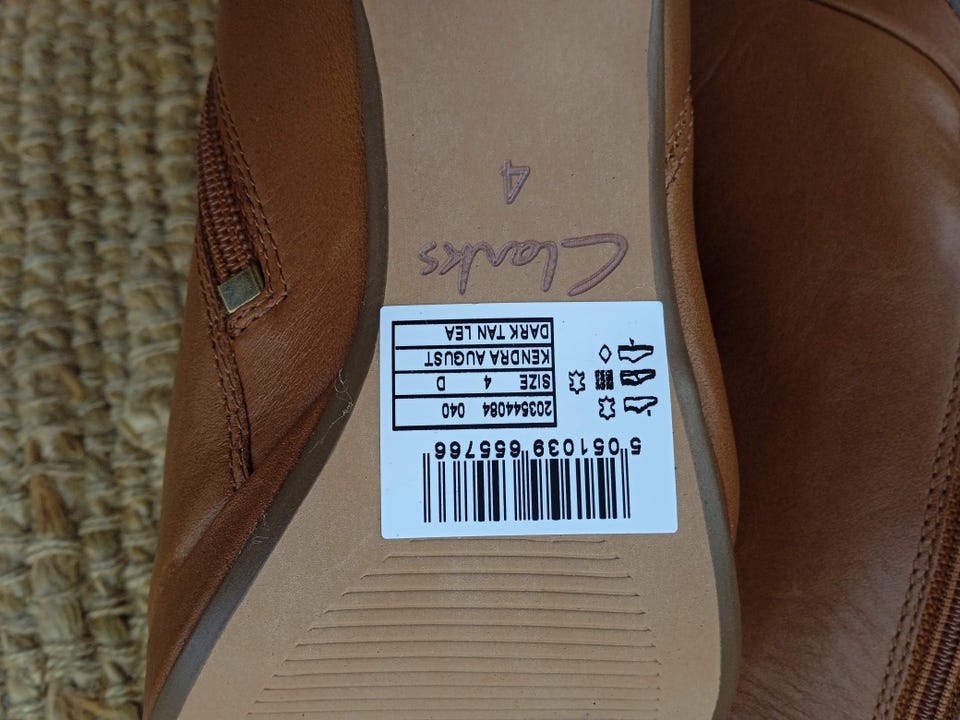 5 051039 655766
203544084 040
SIZE 4 D
KENDRA AUGUST
DARK TAN LEA
Clarks
4